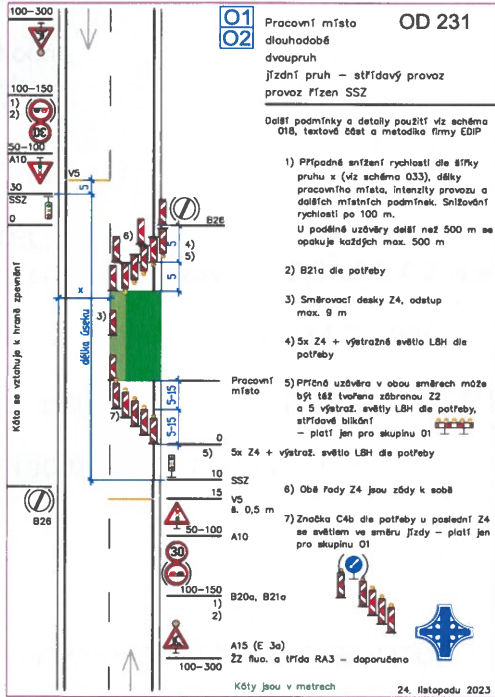 O1
O2
Pracovní místo
OD 231
dlouhodobé
dvoupruh
jízdní pruh – střídavý provoz
provoz řízen SSZ
Další podmínky a detaily použití viz schéma
018, textová část a metodika firmy EDIP
1) Případné snížení rychlosti dle šířky
pruhu x (viz schéma 033), délky
pracovního místa, intenzity provozu a
dalších místních podmínek. Snižování
rychlosti po 100 m.
U podélné uzávěry delší než 500 m se
opakuje každých max. 500 m
2) B21a dle potřeby
3) Směrovací desky Z4, odstup
max. 9 m
4) 5x Z4 + výstražné světlo L8H dle
potřeby
5) Příčná uzávěra v obou směrech může
být též tvořena zábranou Z2
a 5 výstraž. světly L8H dle potřeby,
střídavé blikání
– platí jen pro skupinu 01
6) Obě řady Z4 jsou zády k sobě
7) Značka C4b dle potřeby u poslední Z4
se světlem ve směru jízdy – platí jen
pro skupinu 01
100-300
100-150
1)
2)
30
50-100
A10
V5
30
SSZ
0
5
B26
6)
5
4)
5)
5
x
3)
délka úseku
Kóta se vztahuje k hraně zpevnění
Pracovní
místo
5-15
7)
5-15
0
5)
5x Z4 + výstraž. světlo L8H dle potřeby
10
SSZ
15
V5
š. 0,5 m
B26
50-100
A10
30
100-150
B20a, B21a
1)
2)
A15 (E 3a)
100-300
ZZ fluo. a třída RA3 – doporučeno
Kóty jsou v metrech
24. listopadu 2023